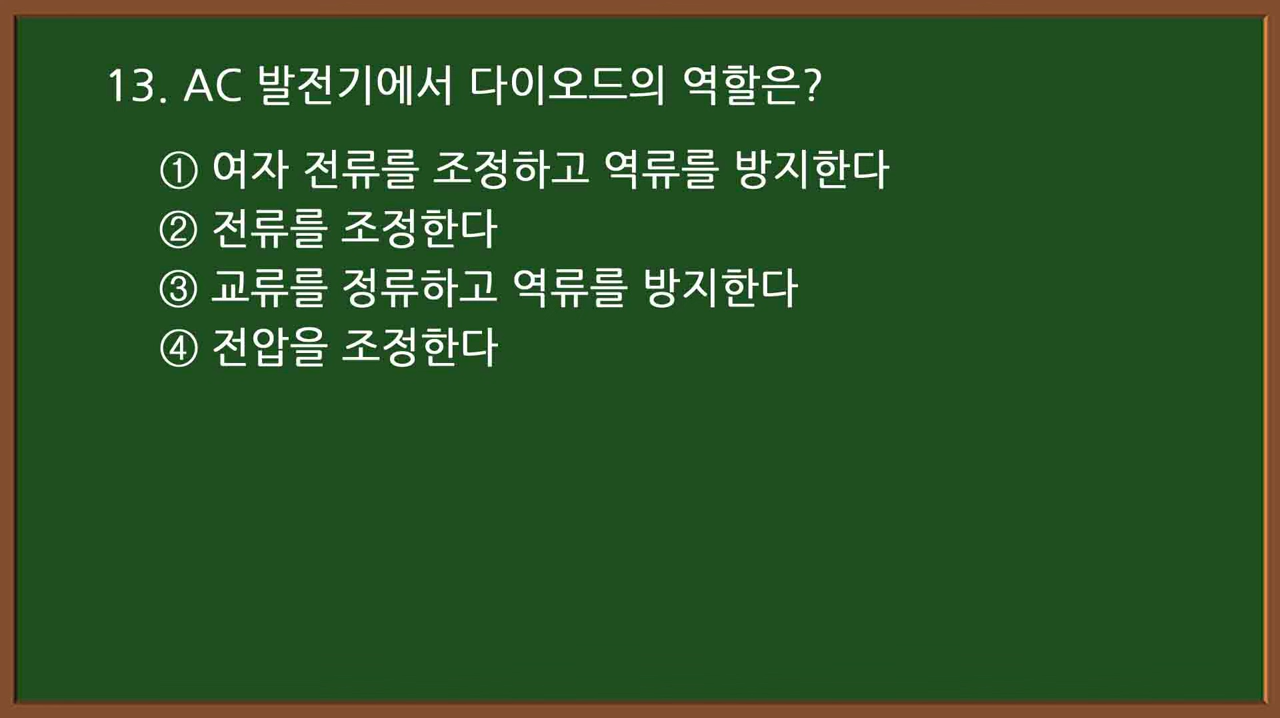 13. AC 발전기에서 다이오드의 역할은?
① 여자 전류를 조정하고 역류를 방지한다
② 전류를 조정한다
③ 교류를 정류하고 역류를 방지한다
④ 전압을 조정한다